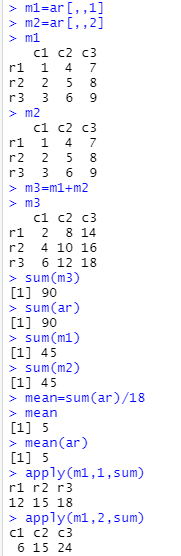 > m1=ar[,,1]
> m2=ar[,,2]
> m1
   c1 c2 c3
r1  1  4  7
r2  2  5  8
r3  3  6  9
> m2
   c1 c2 c3
r1  1  4  7
r2  2  5  8
r3  3  6  9
> m3=m1+m2
> m3
   c1 c2 c3
r1  2  8 14
r2  4 10 16
r3  6 12 18
> sum(m3)
[1] 90
> sum(ar)
[1] 90
> sum(m1)
[1] 45
> sum(m2)
[1] 45
> mean=sum(ar)/18
> mean
[1] 5
> mean(ar)
[1] 5
> apply(m1,1,sum)
r1 r2 r3
12 15 18
> apply(m1,2,sum)
c1 c2 c3
 6 15 24